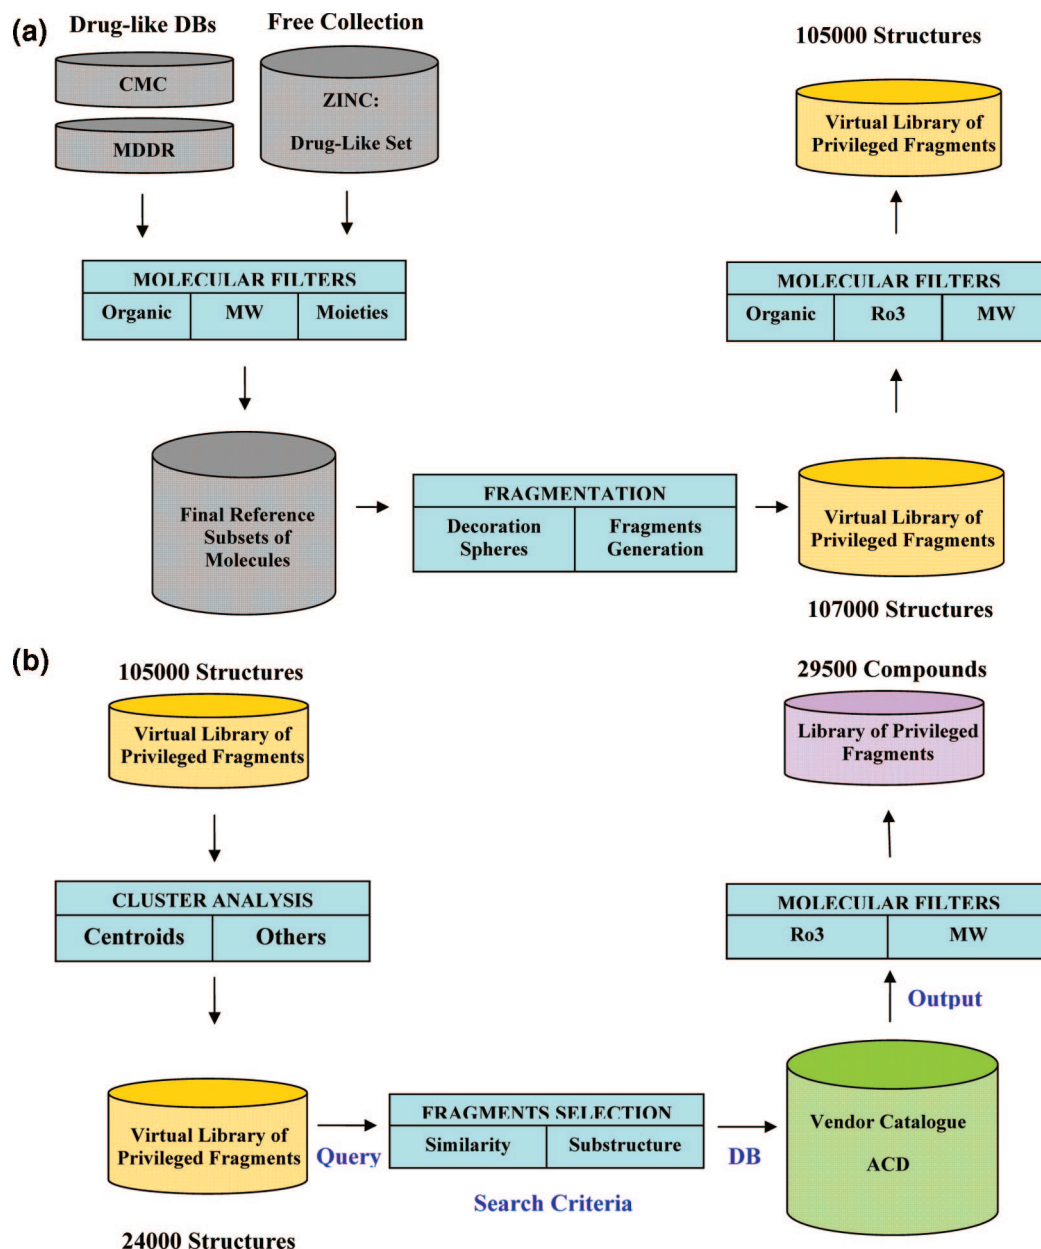 (a)
Drug-like DBs
Free Collection
105000 Structures
CMC
MDDR
ZINC:
Drug-Like Set
Virtual Library of
Privileged Fragments
MOLECULAR FILTERS
Organic
MW
Moieties
MOLECULAR FILTERS
Organic
Ro3
MW
Final Reference
Subsets of
Molecules
FRAGMENTATION
Decoration
Spheres
Fragments
Generation
Virtual Library of
Privileged Fragments
107000 Structures
(b)
105000 Structures
29500 Compounds
Virtual Library of
Privileged Fragments
Library of Privileged
Fragments
CLUSTER ANALYSIS
Centroids
Others
MOLECULAR FILTERS
Ro3
MW
Output
Virtual Library of
Privileged Fragments
Query
FRAGMENTS SELECTION
Similarity
Substructure
DB
Vendor Catalogue
ACD
Search Criteria
24000 Structures